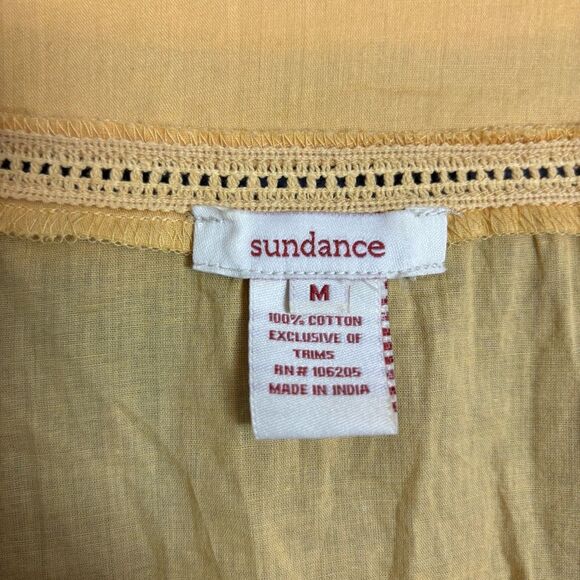 sundance
M
100% COTTON
EXCLUSIVE OF
TRIMS
RN# 106205
MADE IN INDIA